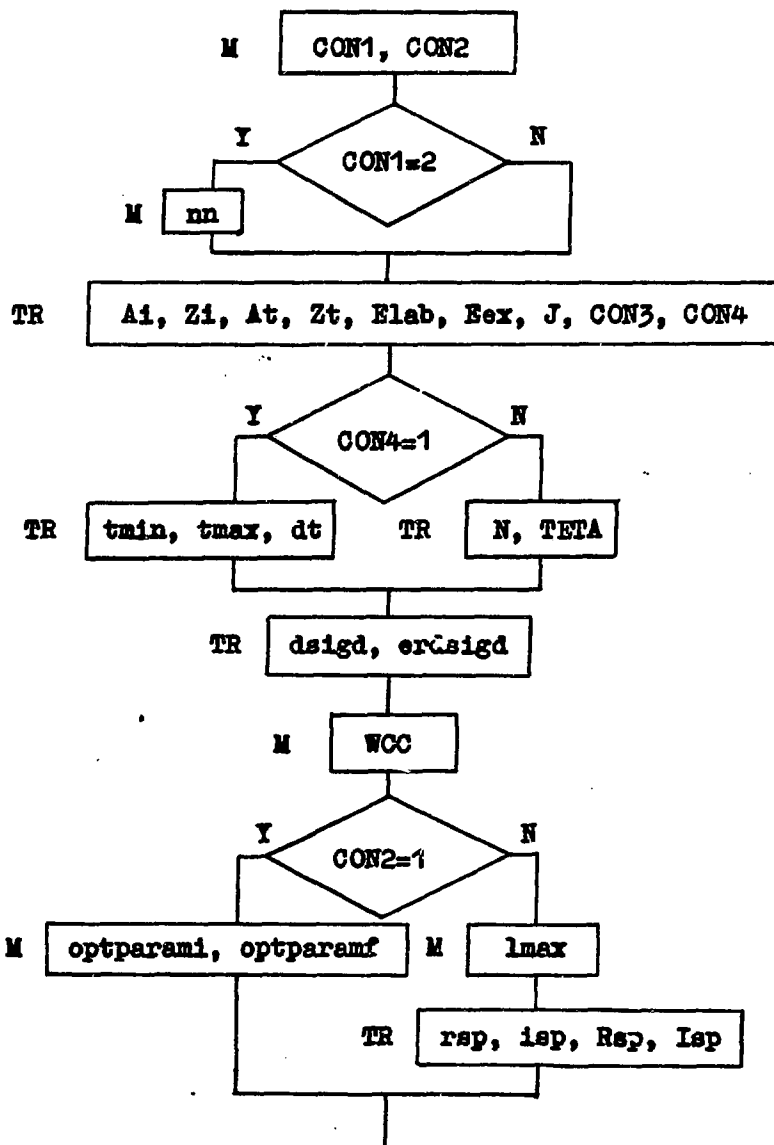 M CON1, CON2
Y N
CON1=2
M nn
TR Ai, Zi, At, Zt, Elab, Eex, J, CON3, CON4
Y N
CON4=1
TR tmin, tmax, dt TR N, TETA
TR dsigd, erdsigd
M WCC
Y N
CON2=1
M optparami, optparamf M lmax
TR rsp, isp, Rsp, Isp